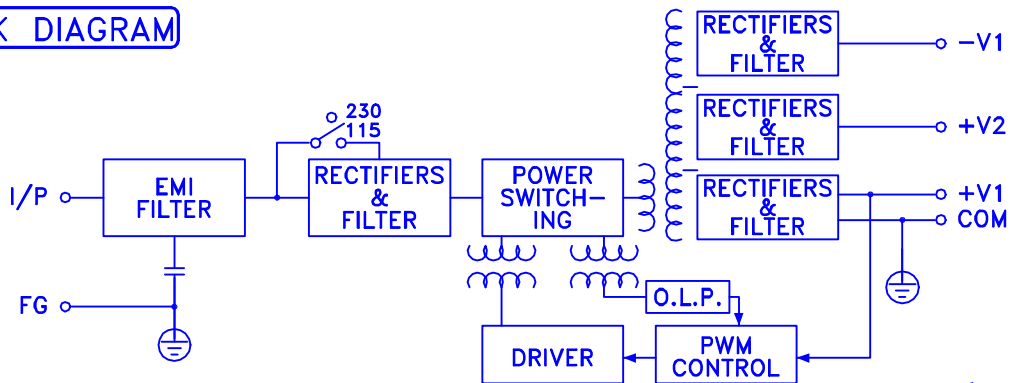 K DIAGRAM
RECTIFIERS
&
FILTER
-V1
RECTIFIERS
&
FILTER
+V2
230
115
I/P
EMI
FILTER
RECTIFIERS
&
FILTER
POWER
SWITCH-
ING
RECTIFIERS
&
FILTER
+V1
COM
FG
O.L.P.
DRIVER
PWM
CONTROL